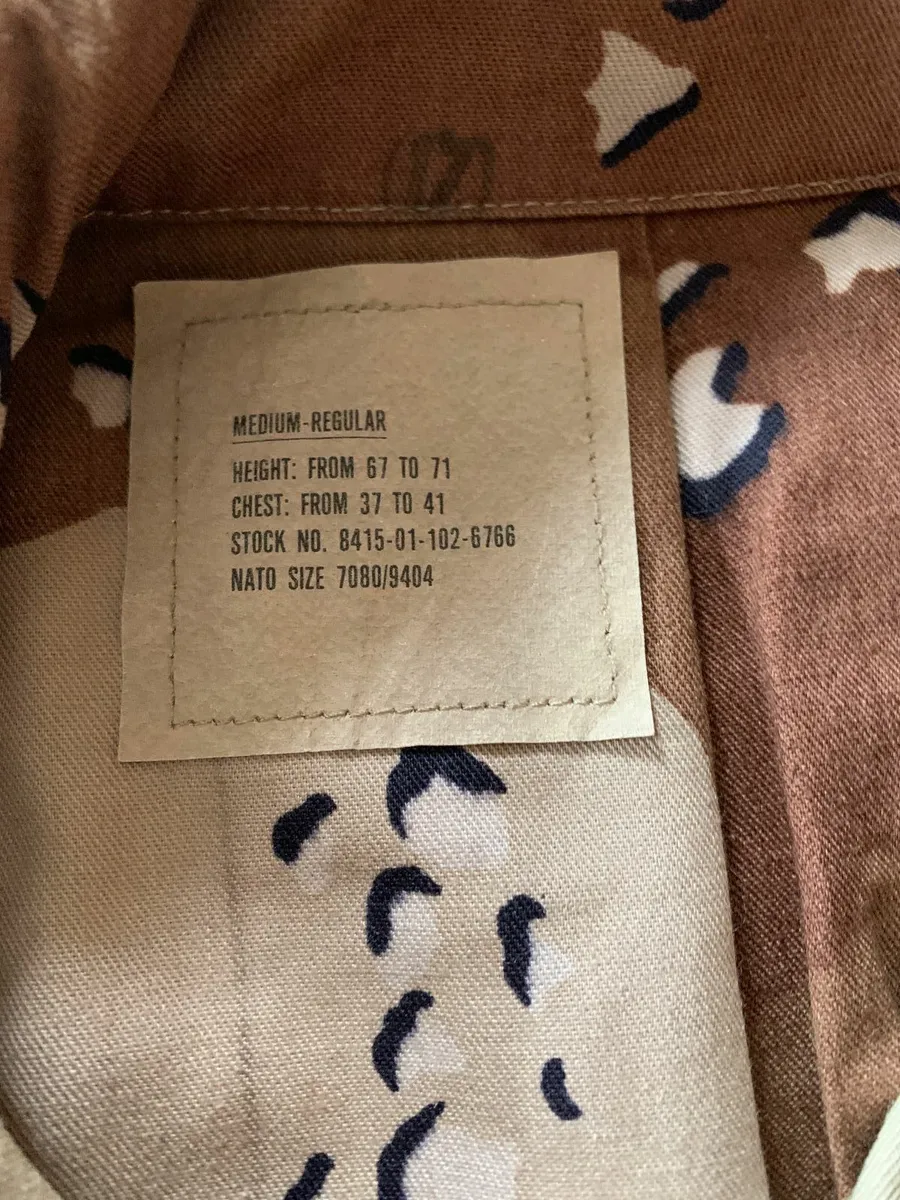 17
MEDIUM-REGULAR
HEIGHT: FROM 67 TO 71
CHEST: FROM 37 TO 41
STOCK NO. 8415-01-102-6766
NATO SIZE 7080/9404